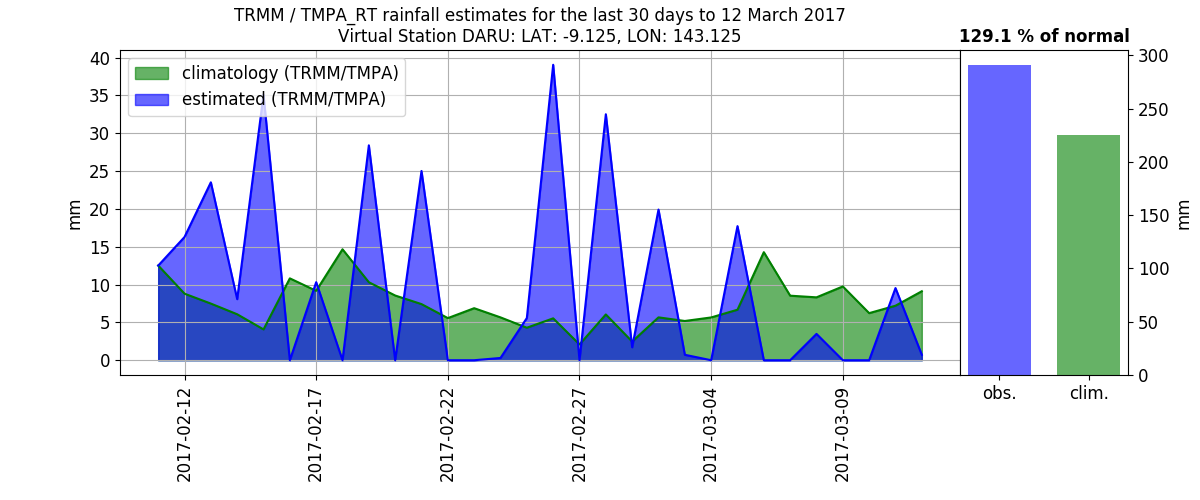 TRMM / TMPA_RT rainfall estimates for the last 30 days to 12 March 2017
Virtual Station DARU: LAT: -9.125, LON: 143.125
129.1 % of normal
climatology (TRMM/TMPA)
estimated (TRMM/TMPA)
mm
40
35
30
25
20
15
10
5
0
2017-02-12
2017-02-17
2017-02-22
2017-02-27
2017-03-04
2017-03-09
300
250
200
150
100
50
0
mm
obs.
clim.